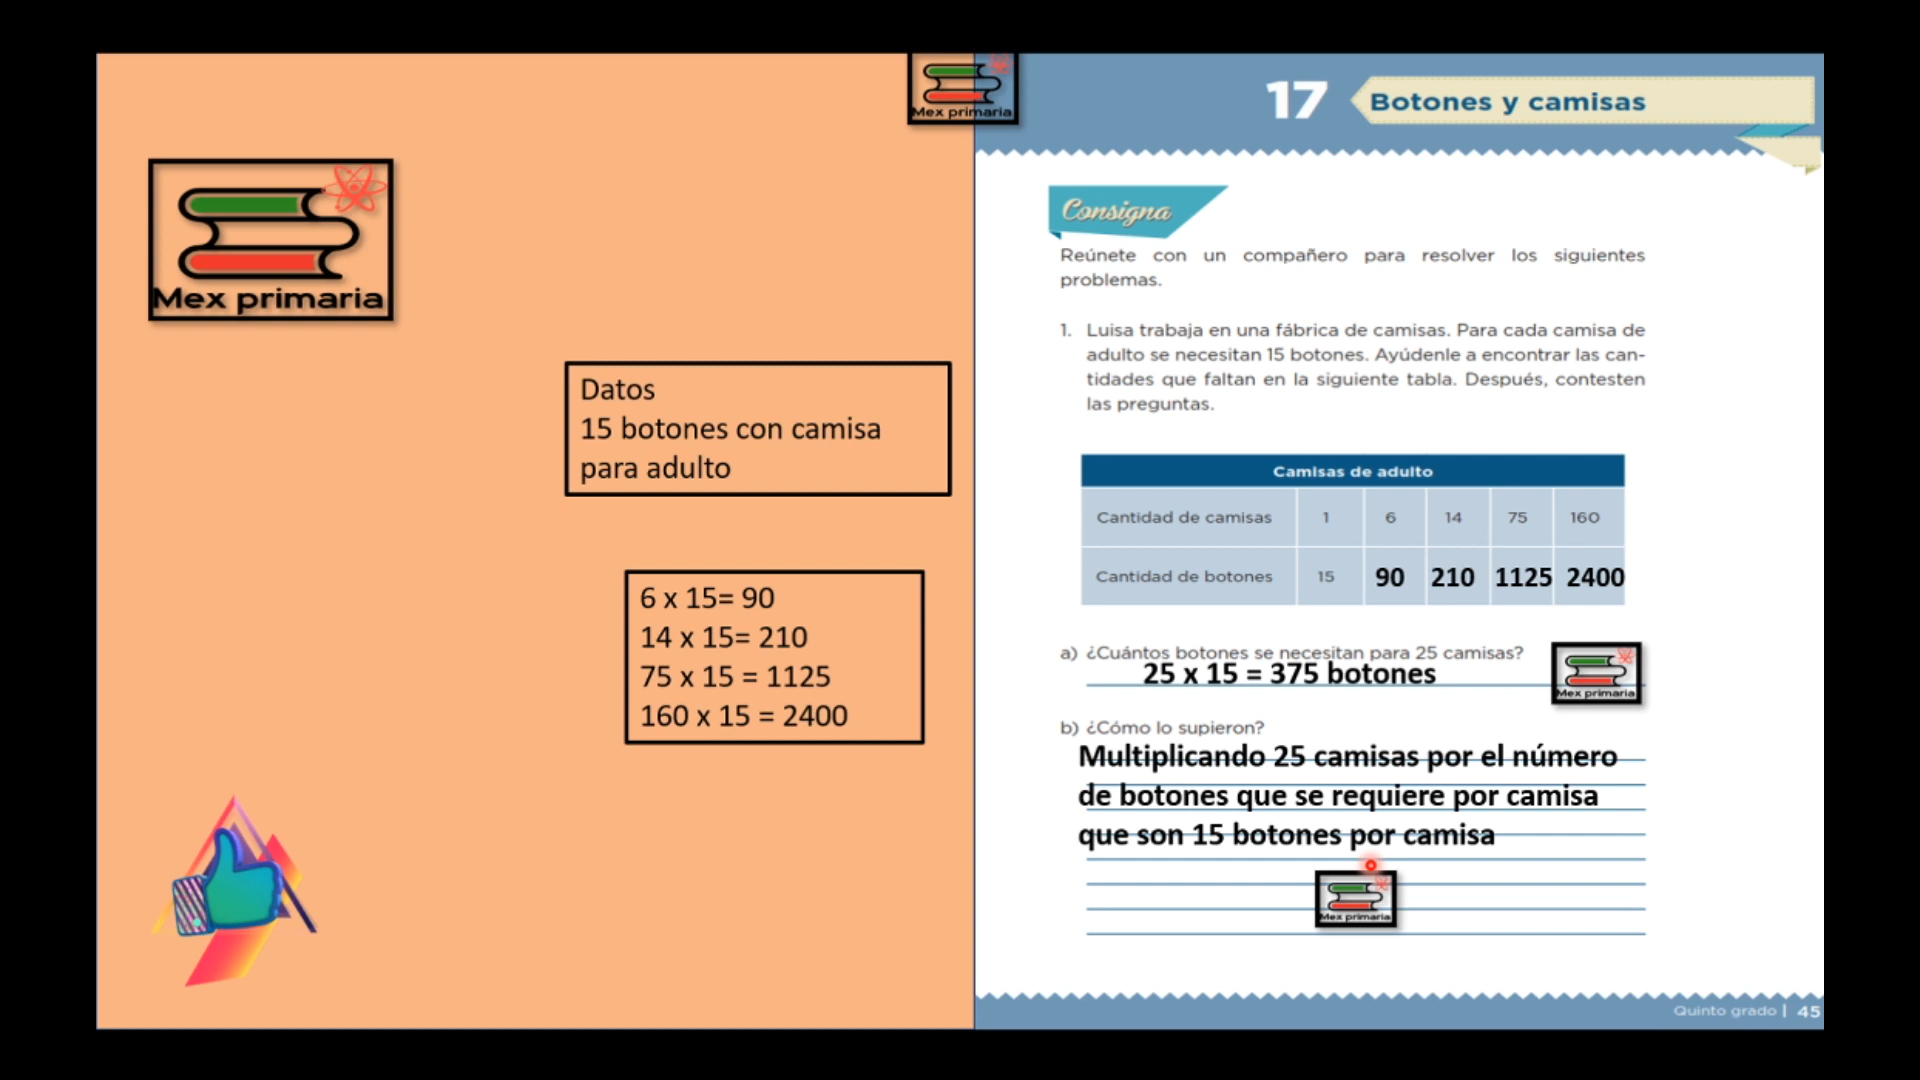 Mex primaria
Mex primaria
Datos
15 botones con camisa
para adulto
6 x 15= 90
14 x 15= 210
75 x 15 = 1125
160 x 15 = 2400
17 Botones y camisas
Consigna
Reúnete con un compañero para resolver los siguientes
problemas.
1. Luisa trabaja en una fábrica de camisas. Para cada camisa de
adulto se necesitan 15 botones. Ayúdenle a encontrar las can-
tidades que faltan en la siguiente tabla. Después, contesten
las preguntas.
Camisas de adulto
Cantidad de camisas 1 6 14 75 160
Cantidad de botones 15 90 210 1125 2400
a) ¿Cuántos botones se necesitan para 25 camisas?
25 x 15 = 375 botones
Mex primaria
b) ¿Cómo lo supieron?
Multiplicando 25 camisas por el número
de botones que se requiere por camisa
que son 15 botones por camisa
Mex primaria
Quinto grado | 45